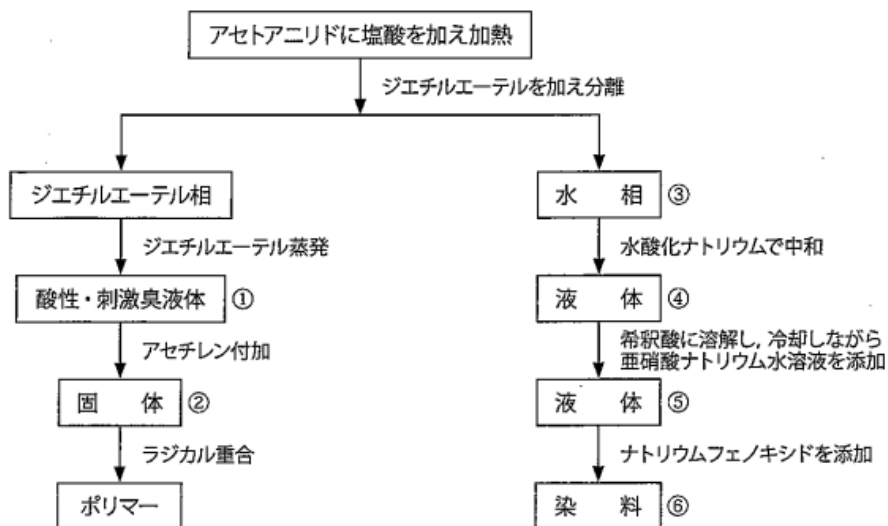 アセトアニリドに塩酸を加え加熱
ジエチルエーテルを加え分離
ジエチルエーテル相
水 相 ③
ジエチルエーテル蒸発
水酸化ナトリウムで中和
酸性・刺激臭液体 ①
液 体 ④
アセチレン付加
希釈酸に溶解し,冷却しながら
亜硝酸ナトリウム水溶液を添加
固 体 ②
液 体 ⑤
ラジカル重合
ナトリウムフェノキシドを添加
ポリマー
染 料 ⑥